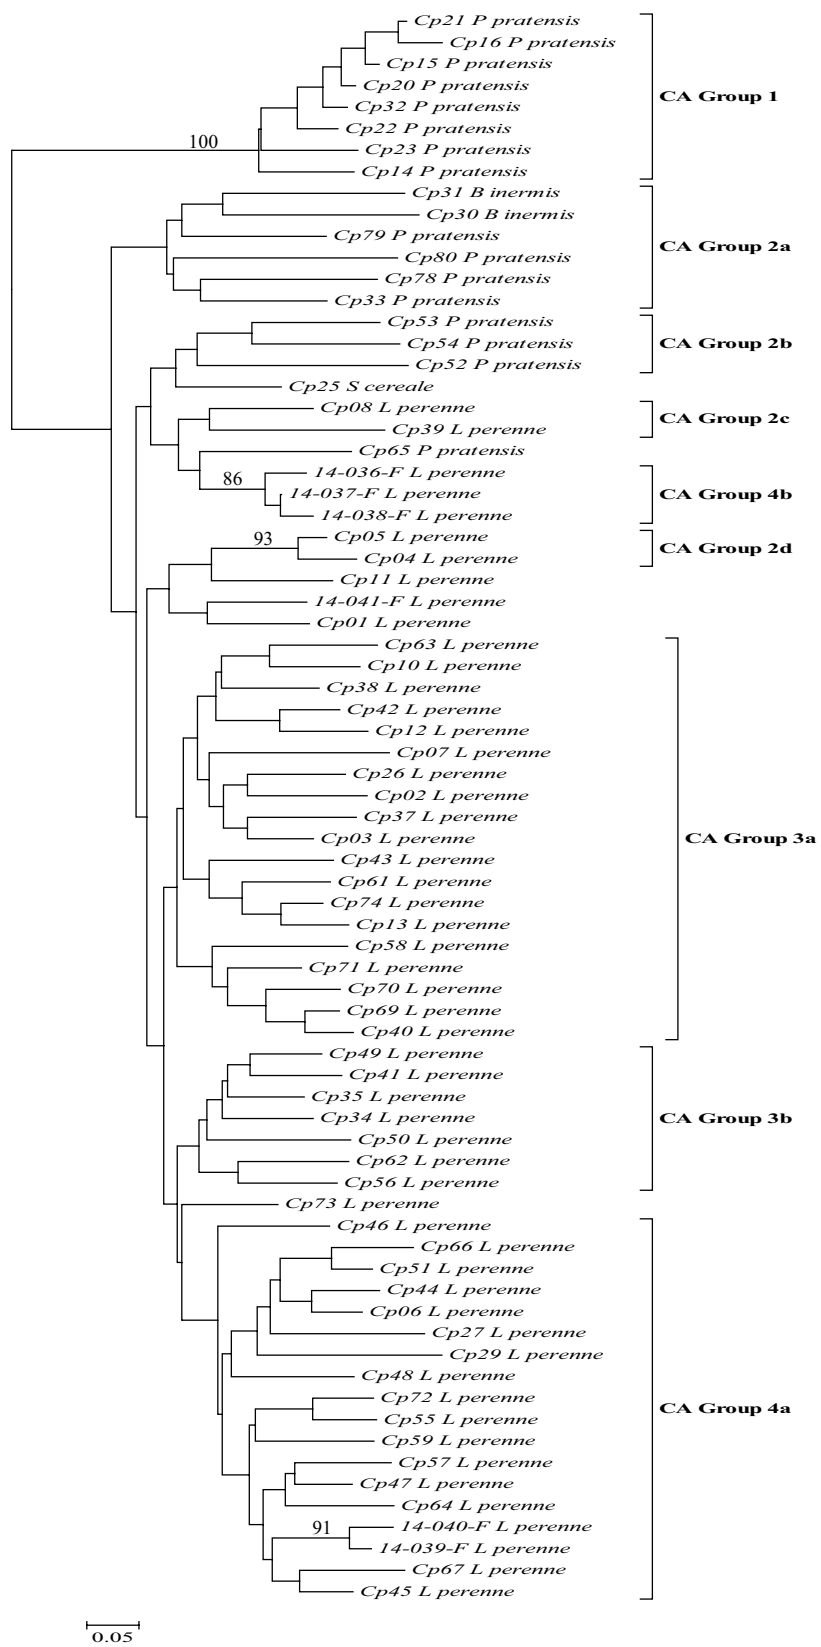 Cp21 P pratensis
Cp16 P pratensis
Cp15 P pratensis
Cp20 P pratensis
CA Group 1
Cp32 P pratensis
Cp22 P pratensis
100
Cp23 P pratensis
Cp14 P pratensis
Cp31 B inermis
Cp30 B inermis
Cp79 P pratensis
CA Group 2a
Cp80 P pratensis
Cp78 P pratensis
Cp33 P pratensis
Cp53 P pratensis
Cp54 P pratensis
CA Group 2b
Cp52 P pratensis
Cp25 S cereale
Cp08 L perenne
CA Group 2c
Cp39 L perenne
Cp65 P pratensis
14-036-F L perenne
86
14-037-F L perenne
CA Group 4b
14-038-F L perenne
93
Cp05 L perenne
CA Group 2d
Cp04 L perenne
Cp11 L perenne
14-041-F L perenne
Cp01 L perenne
Cp63 L perenne
Cp10 L perenne
Cp38 L perenne
Cp42 L perenne
Cp12 L perenne
Cp07 L perenne
Cp26 L perenne
Cp02 L perenne
Cp37 L perenne
Cp03 L perenne
CA Group 3a
Cp43 L perenne
Cp61 L perenne
Cp74 L perenne
Cp13 L perenne
Cp58 L perenne
Cp71 L perenne
Cp70 L perenne
Cp69 L perenne
Cp40 L perenne
Cp49 L perenne
Cp41 L perenne
Cp35 L perenne
Cp34 L perenne
CA Group 3b
Cp50 L perenne
Cp62 L perenne
Cp56 L perenne
Cp73 L perenne
Cp46 L perenne
Cp66 L perenne
Cp51 L perenne
Cp44 L perenne
Cp06 L perenne
Cp27 L perenne
Cp29 L perenne
Cp48 L perenne
Cp72 L perenne
CA Group 4a
Cp55 L perenne
Cp59 L perenne
Cp57 L perenne
Cp47 L perenne
Cp64 L perenne
91
14-040-F L perenne
14-039-F L perenne
Cp67 L perenne
Cp45 L perenne
0.05